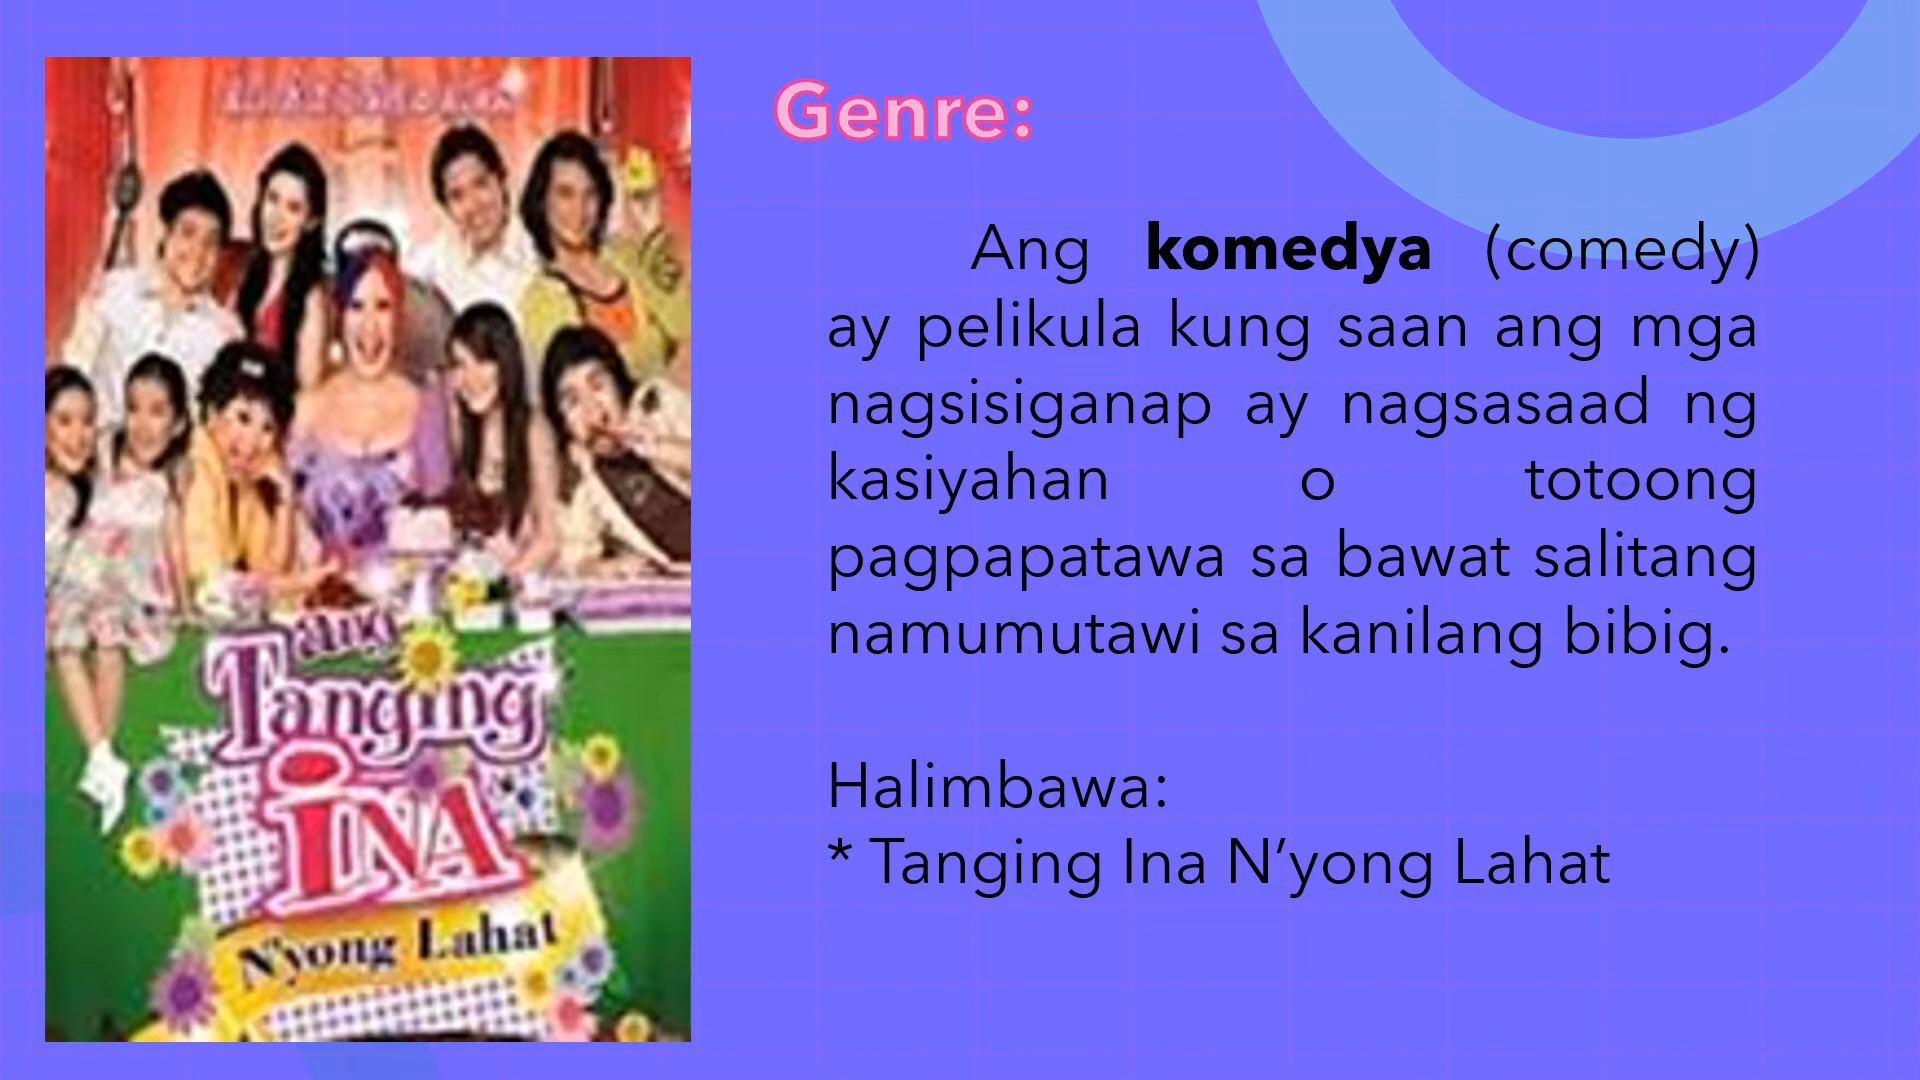 Genre:
Ang komedya (comedy)
ay pelikula kung saan ang mga
nagsisiganap ay nagsasaad ng
kasiyahan o totoong
pagpapatawa sa bawat salitang
namumutawi sa kanilang bibig.
Halimbawa:
* Tanging Ina N’yong Lahat
Ang
Tanging
iNA
N'yong Lahat